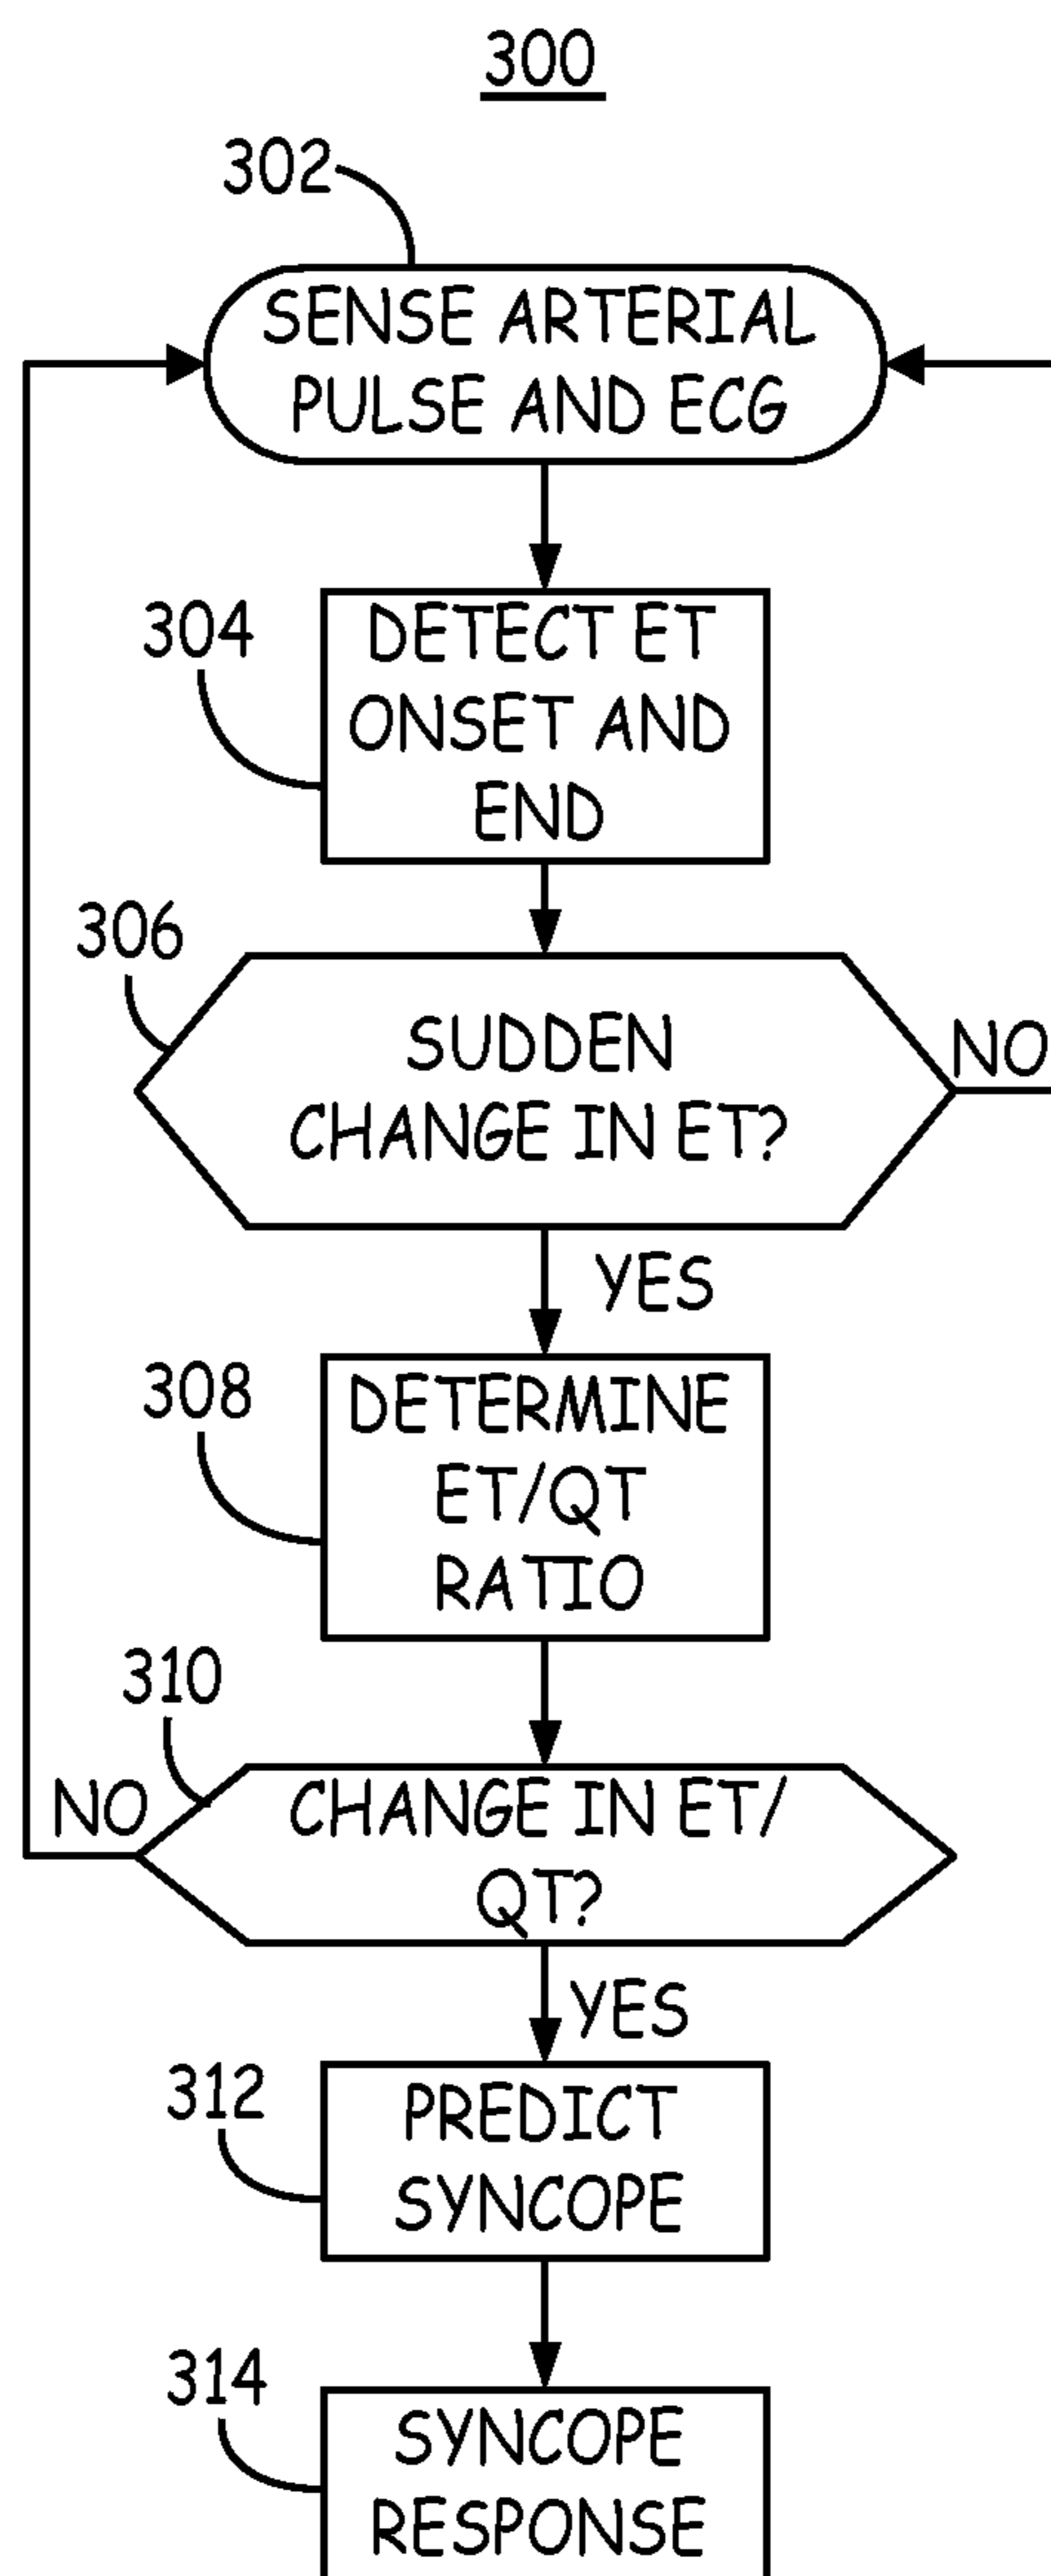 300
302
SENSE ARTERIAL
PULSE AND ECG
304
DETECT ET
ONSET AND
END
306
SUDDEN
CHANGE IN ET?
NO
YES
308
DETERMINE
ET/QT
RATIO
310
NO
CHANGE IN ET/
QT?
YES
312
PREDICT
SYNCOPE
314
SYNCOPE
RESPONSE